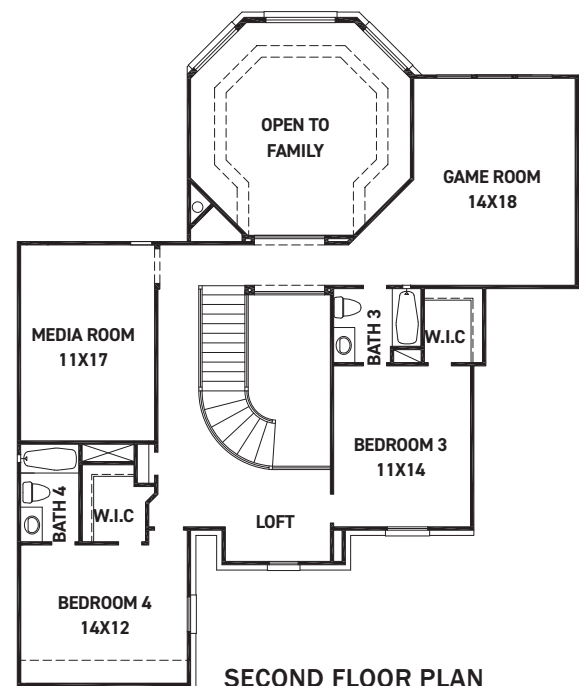 OPEN TO
FAMILY
GAME ROOM
14X18
MEDIA ROOM
11X17
BATH 3
W.I.C
BEDROOM 3
11X14
BATH 4
W.I.C
LOFT
BEDROOM 4
14X12
SECOND FLOOR PLAN